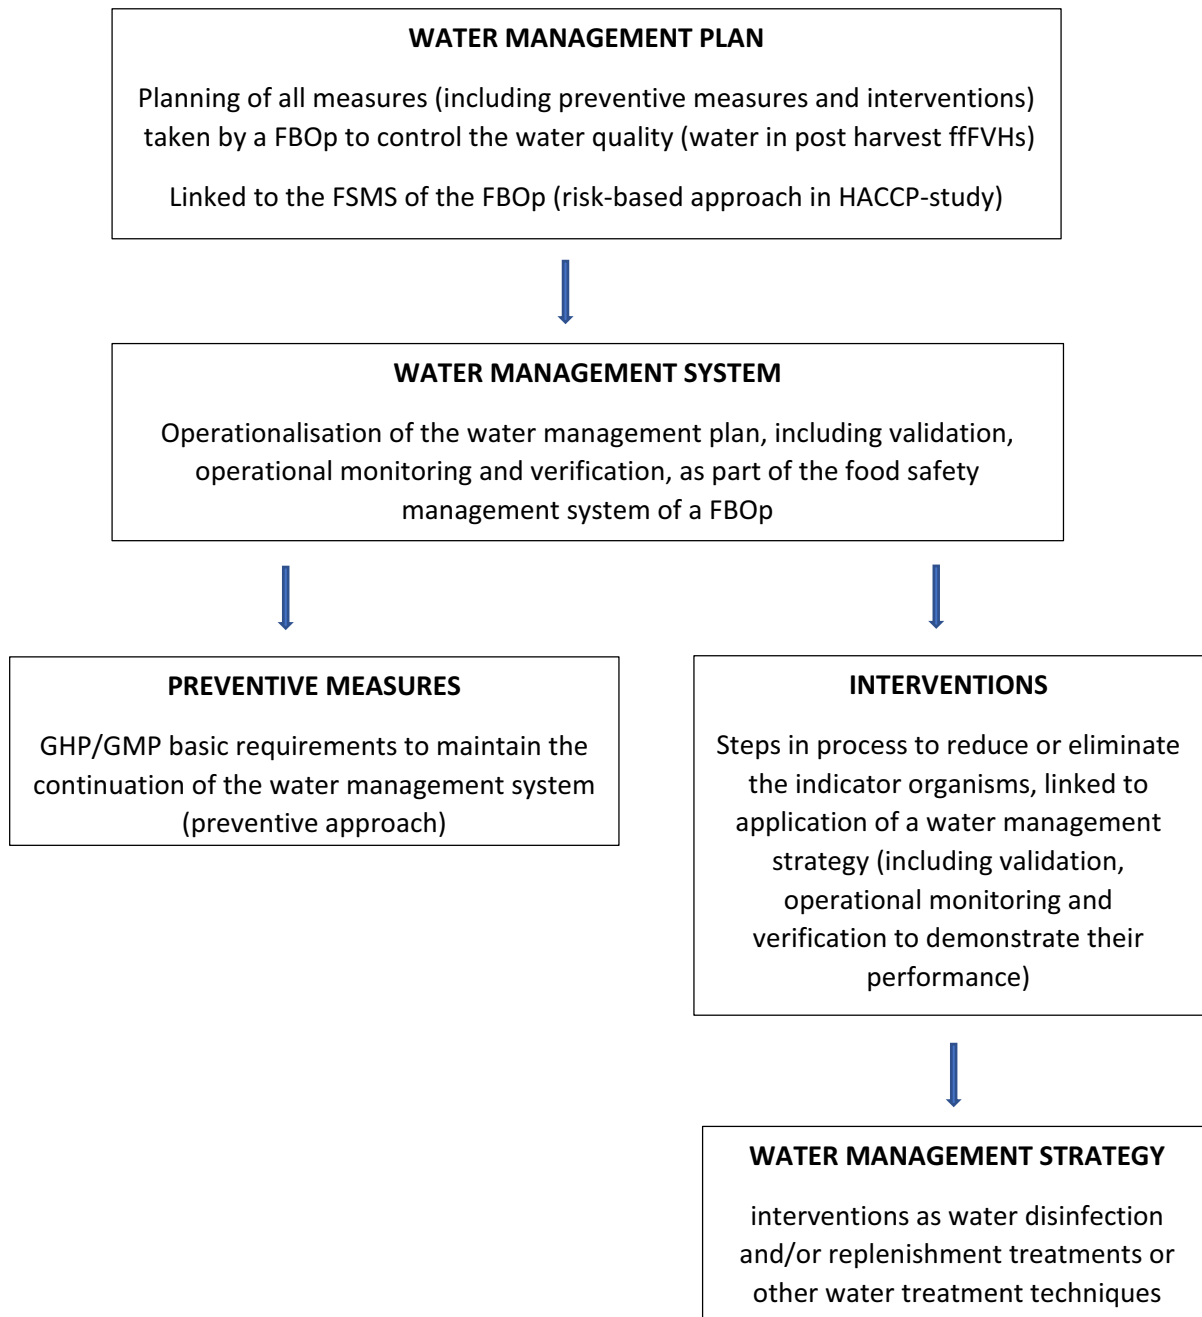 WATER MANAGEMENT PLAN
Planning of all measures (including preventive measures and interventions)
taken by a FBOp to control the water quality (water in post harvest ffFVHs)
Linked to the FSMS of the FBOp (risk-based approach in HACCP-study)
WATER MANAGEMENT SYSTEM
Operationalisation of the water management plan, including validation,
operational monitoring and verification, as part of the food safety
management system of a FBOp
PREVENTIVE MEASURES
GHP/GMP basic requirements to maintain the
continuation of the water management system
(preventive approach)
INTERVENTIONS
Steps in process to reduce or eliminate
the indicator organisms, linked to
application of a water management
strategy (including validation,
operational monitoring and
verification to demonstrate their
performance)
WATER MANAGEMENT STRATEGY
interventions as water disinfection
and/or replenishment treatments or
other water treatment techniques